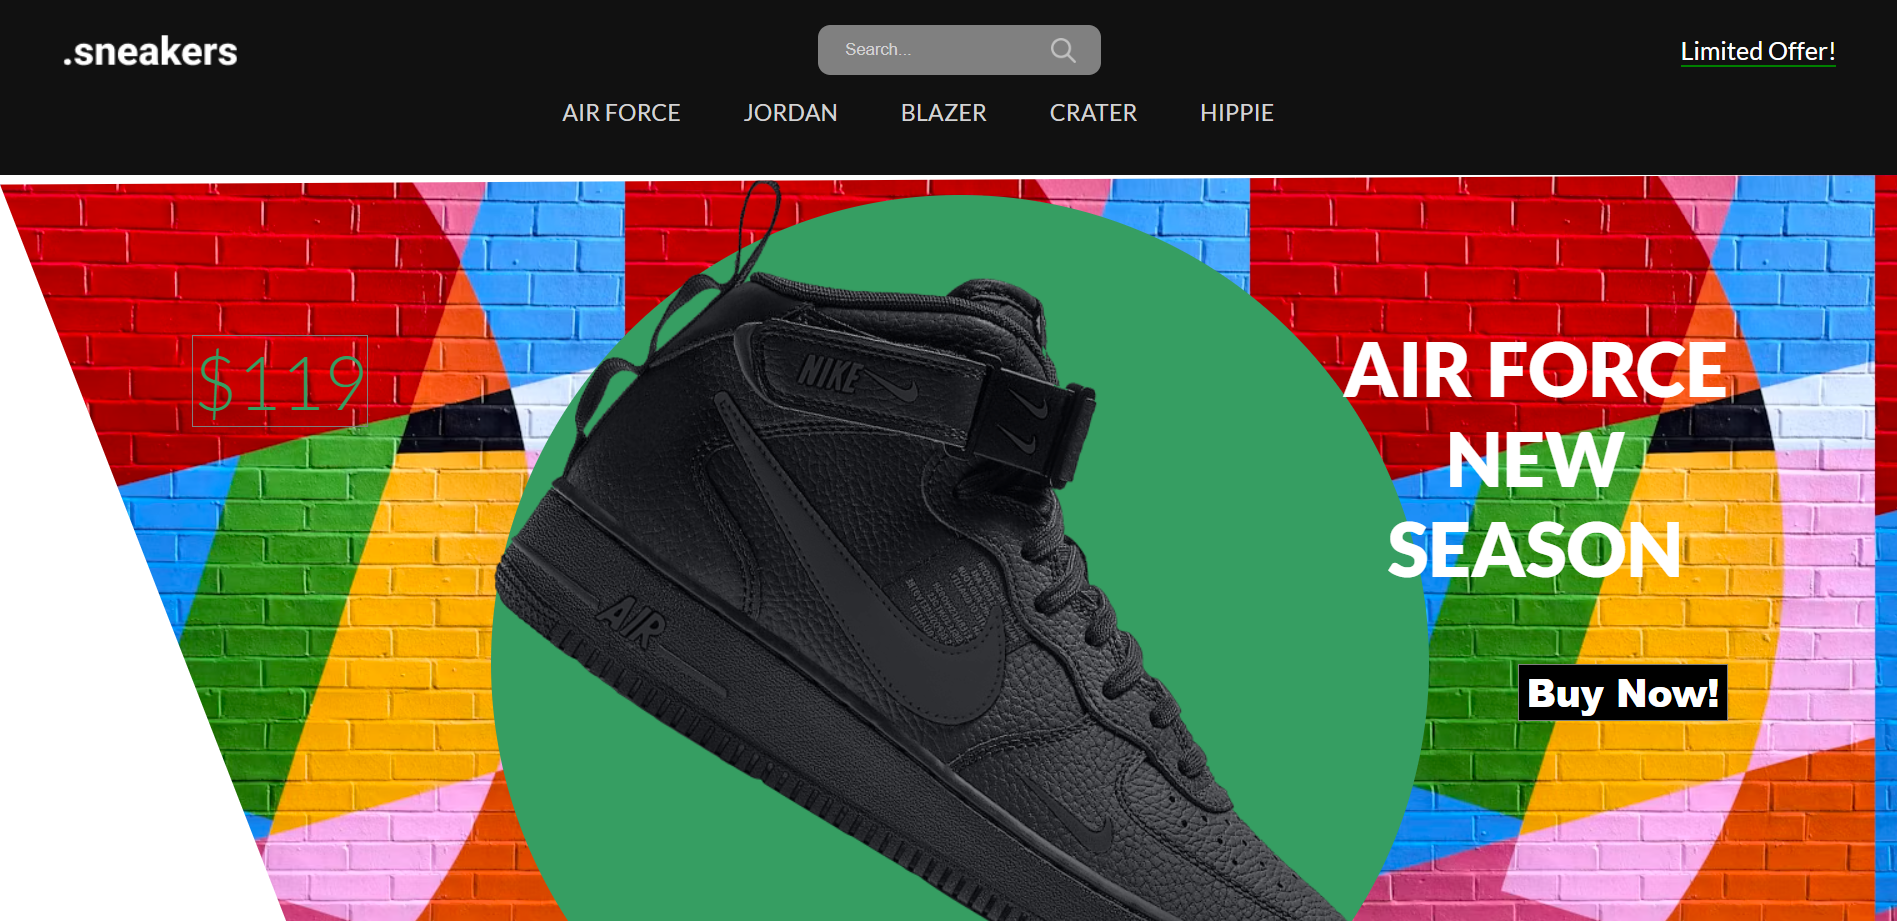 .sneakers
Search...
Limited Offer!
AIR FORCE
JORDAN
BLAZER
CRATER
HIPPIE
$119
NIKE
AIR
AIR FORCE
NEW
SEASON
Buy Now!